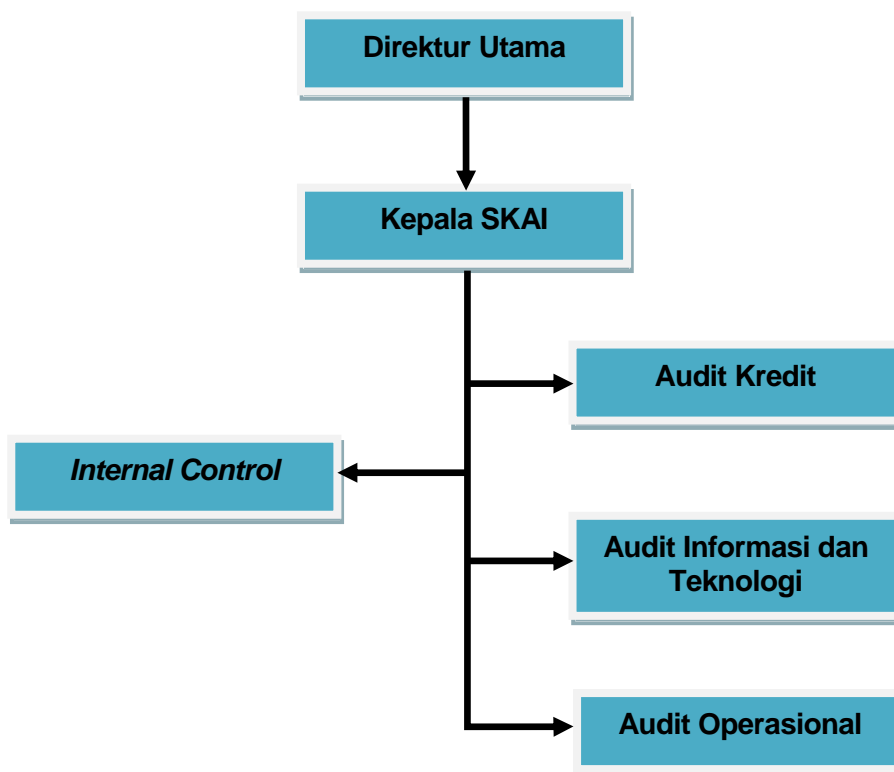 Direktur Utama
Kepala SKAI
Audit Kredit
Internal Control
Audit Informasi dan
Teknologi
Audit Operasional